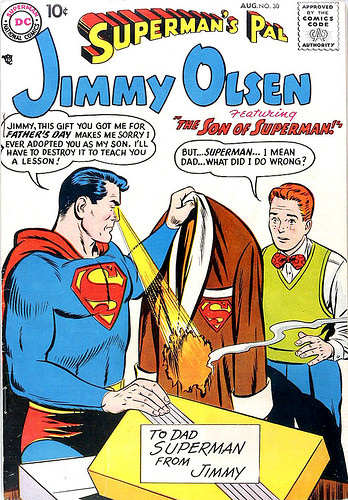 SUPERMAN
DC
NATIONAL COMICS
10¢
AUG. NO. 30
SUPERMAN'S PAL
JIMMY OLSEN
APPROVED
BY THE
COMICS
CODE
AUTHORITY
Featuring
"THE SON OF SUPERMAN!"
JIMMY, THIS GIFT YOU GOT ME FOR
FATHER'S DAY MAKES ME SORRY I
EVER ADOPTED YOU AS MY SON. I'LL
HAVE TO DESTROY IT TO TEACH YOU
A LESSON!
BUT...SUPERMAN... I MEAN
DAD...WHAT DID I DO WRONG?
S
S
TO DAD
SUPERMAN
FROM
JIMMY